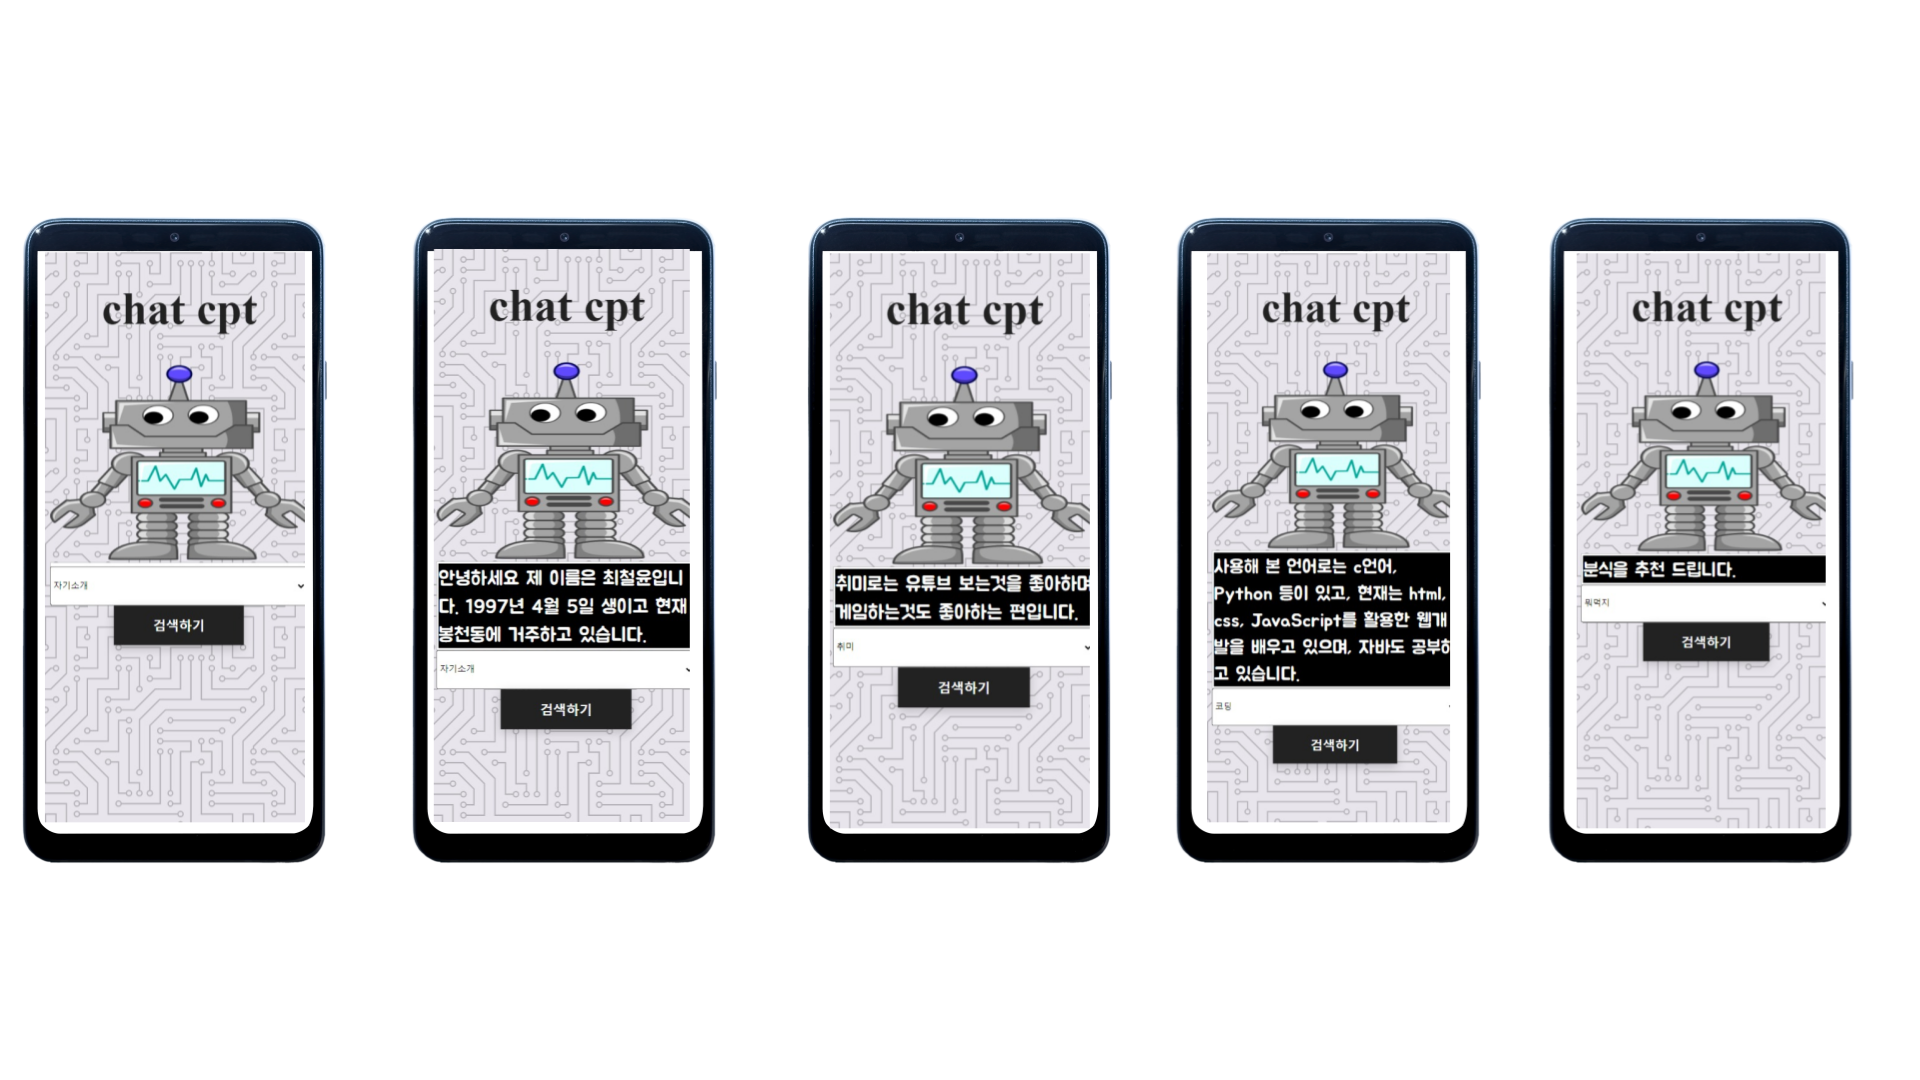 chat cpt
자기소개
검색하기
chat cpt
안녕하세요 제 이름은 최철윤입니
다. 1997년 4월 5일 생이고 현재
봉천동에 거주하고 있습니다.
자기소개
검색하기
chat cpt
취미로는 유튜브 보는것을 좋아하며
게임하는것도 좋아하는 편입니다.
취미
검색하기
chat cpt
사용해 본 언어로는 c언어,
Python 등이 있고, 현재는 html,
css, JavaScript를 활용한 웹개
발을 배우고 있으며, 자바도 공부하
고 있습니다.
코딩
검색하기
chat cpt
분식을 추천 드립니다.
뭐먹지
검색하기